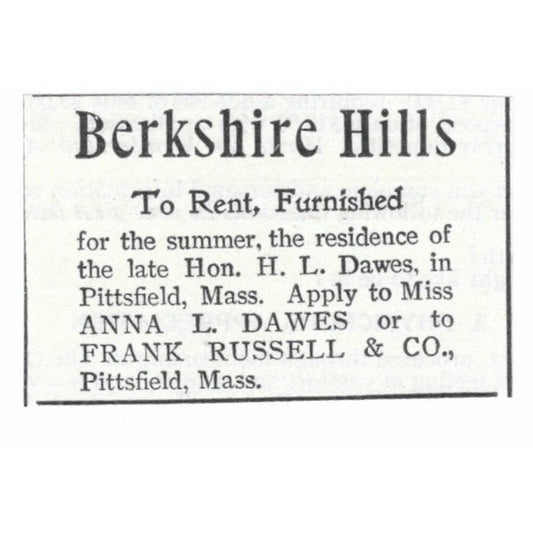 Berkshire Hills
To Rent, Furnished
for the summer, the residence of
the late Hon. H. L. Dawes, in
Pittsfield, Mass. Apply to Miss
ANNA L. DAWES or to
FRANK RUSSELL & CO.,
Pittsfield, Mass.